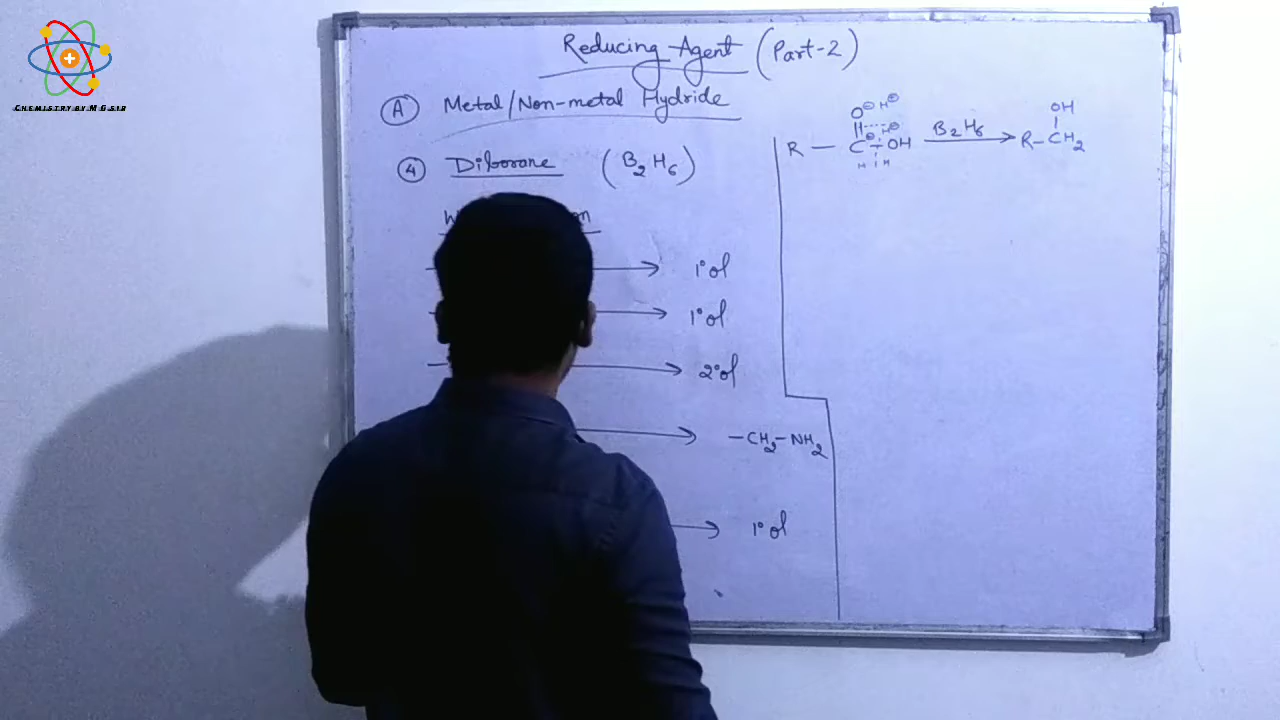 CHEMISTRY BY M G SIR
Reducing Agent (Part-2)
A Metal/Non-metal Hydride
4 Diborane (B2H6)
→ 1°ol
→ 1°ol
→ 2°ol
→ -CH2-NH2
→ 1°ol
O⊖ H⊕ OH
R — C OH B2H6 → R-CH2
H H